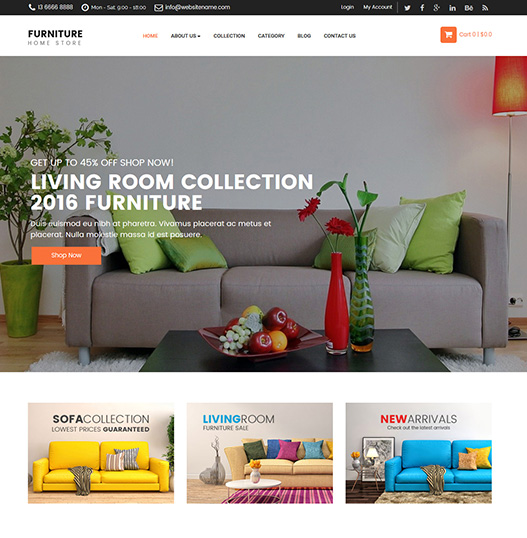 13 6666 8888 Mon - Sat: 9:00 - 18:00 info@websitename.com Login My Account
FURNITURE
HOME STORE
HOME ABOUT US COLLECTION CATEGORY BLOG CONTACT US Cart 0 | $0.0
GET UP TO 45% OFF SHOP NOW!
LIVING ROOM COLLECTION
2016 FURNITURE
Duis euismod eu nibh at pharetra. Vivamus placerat ac metus et
placerat. Nulla molestie massa id est posuere.
Shop Now
SOFACOLLECTION
LOWEST PRICES GUARANTEED
LIVINGROOM
FURNITURE SALE
NEWARRIVALS
Check out the latest arrivals